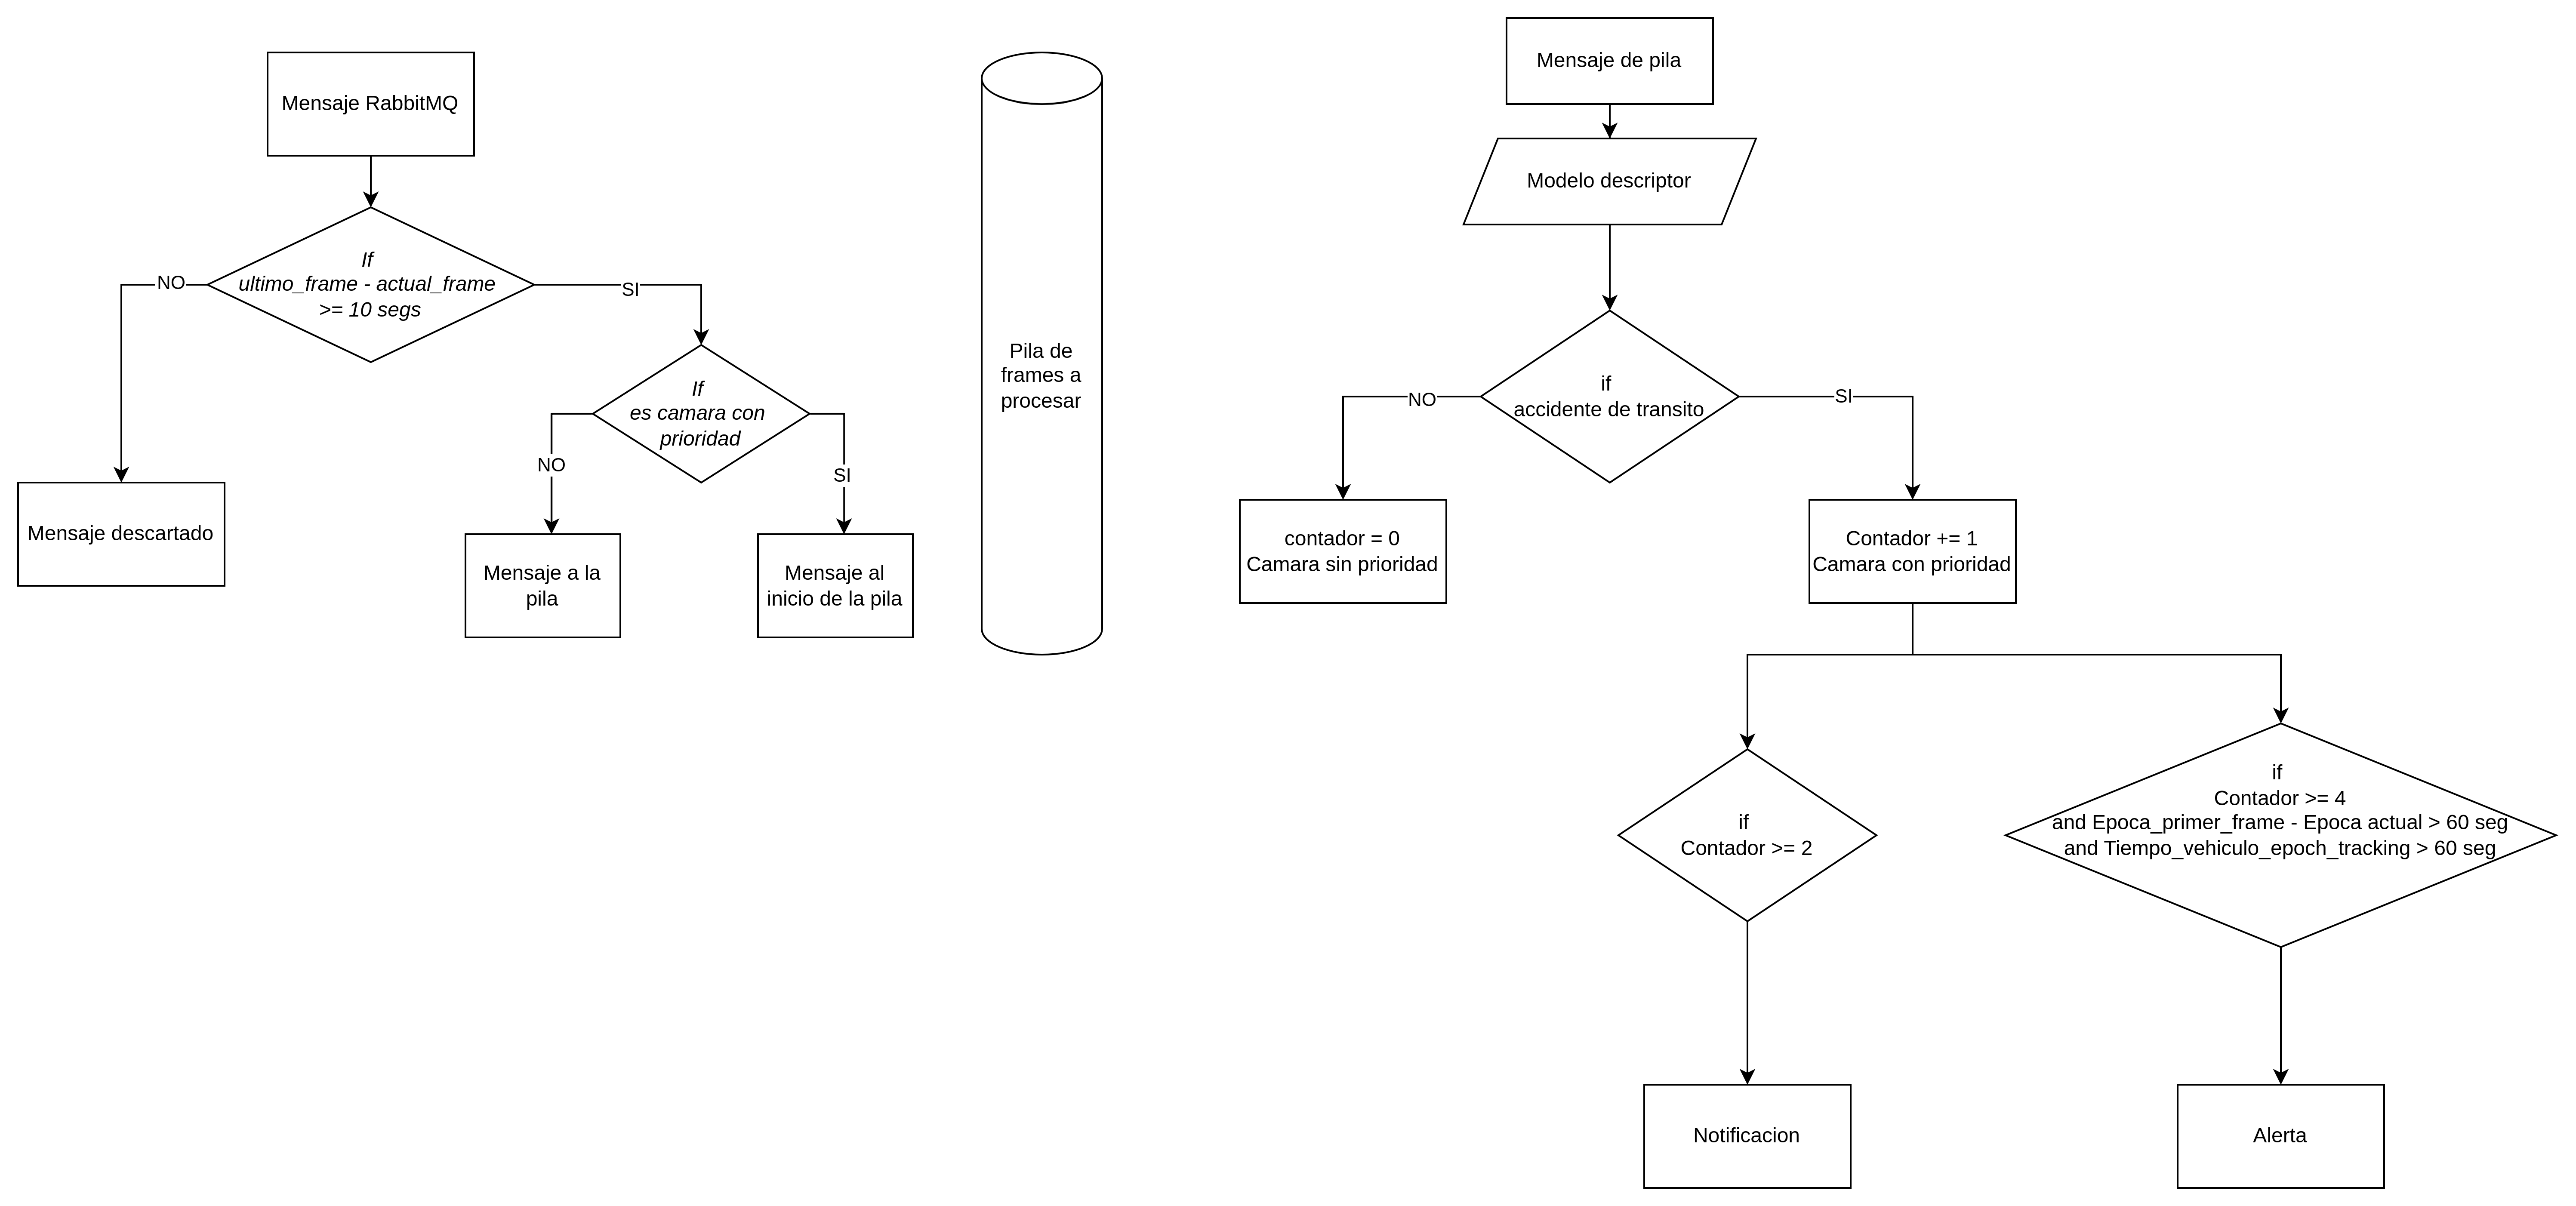 Mensaje RabbitMQ
If
ultimo_frame - actual_frame
>= 10 segs
NO
SI
If
es camara con
prioridad
NO
SI
Mensaje descartado
Mensaje a la
pila
Mensaje al
inicio de la pila
Pila de
frames a
procesar
Mensaje de pila
Modelo descriptor
if
accidente de transito
NO
SI
contador = 0
Camara sin prioridad
Contador += 1
Camara con prioridad
if
Contador >= 2
if
Contador >= 4
and Epoca_primer_frame - Epoca actual > 60 seg
and Tiempo_vehiculo_epoch_tracking > 60 seg
Notificacion
Alerta